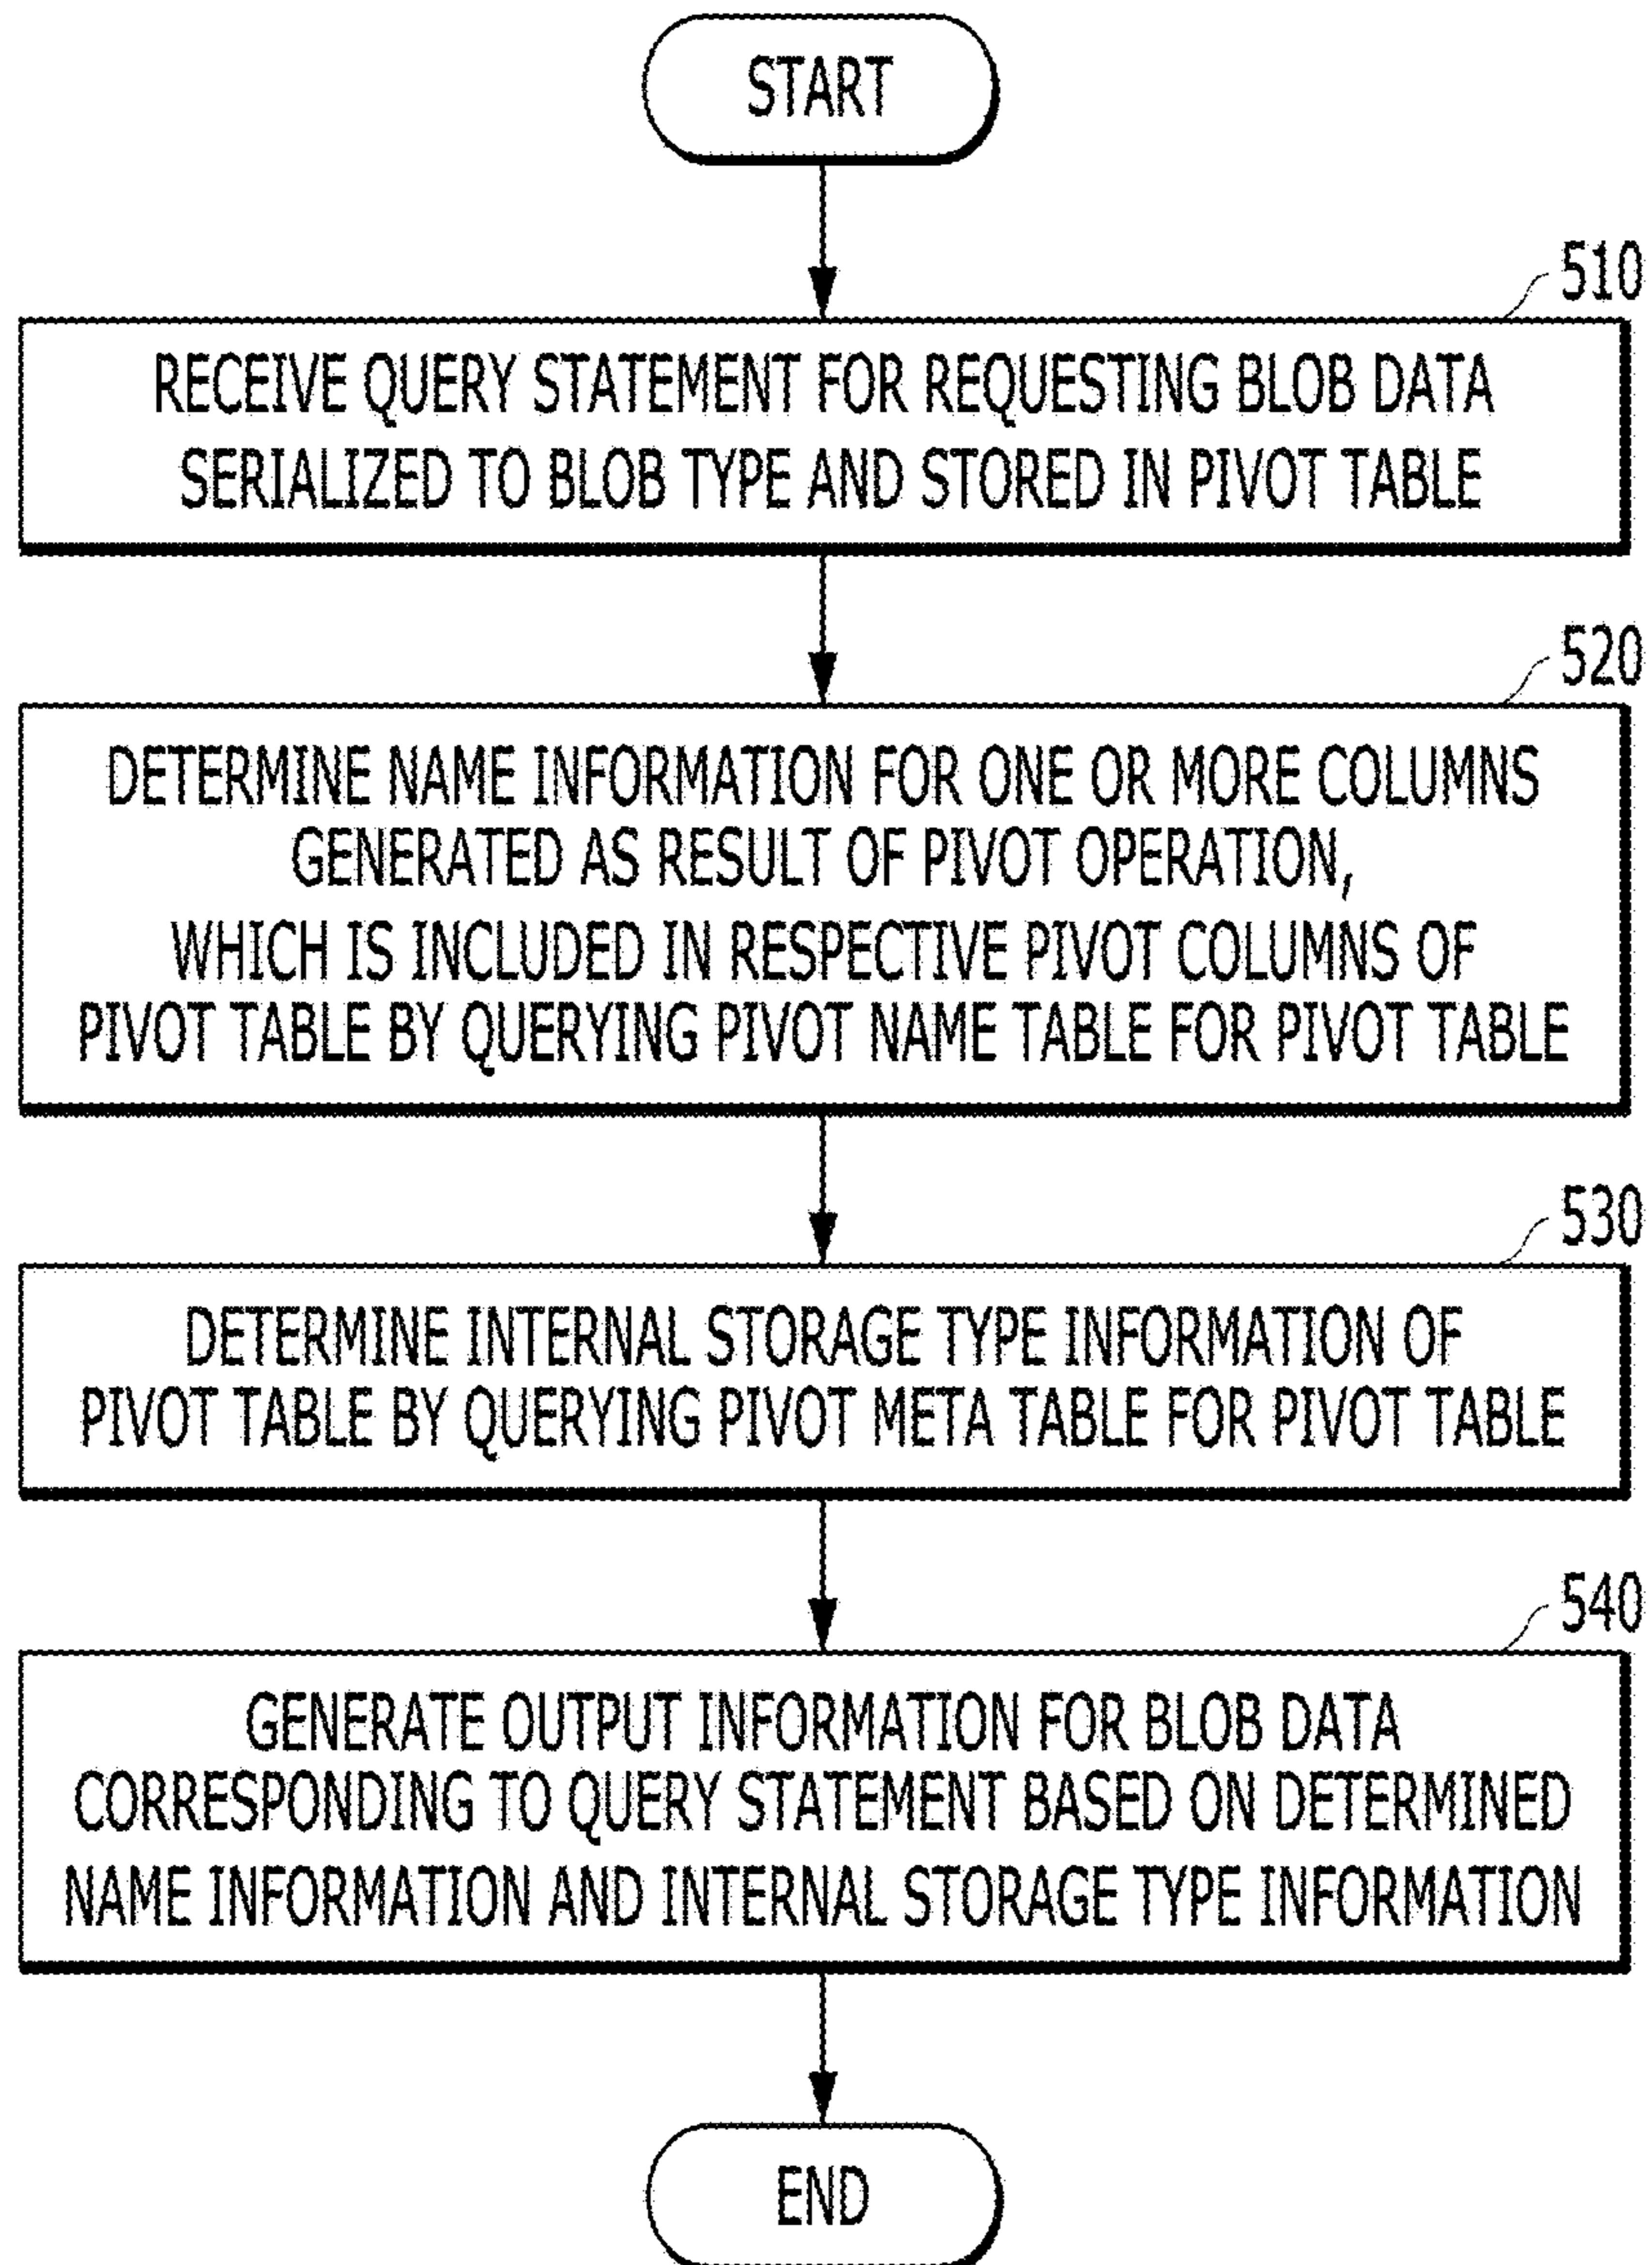 START
510
RECEIVE QUERY STATEMENT FOR REQUESTING BLOB DATA
SERIALIZED TO BLOB TYPE AND STORED IN PIVOT TABLE
520
DETERMINE NAME INFORMATION FOR ONE OR MORE COLUMNS
GENERATED AS RESULT OF PIVOT OPERATION,
WHICH IS INCLUDED IN RESPECTIVE PIVOT COLUMNS OF
PIVOT TABLE BY QUERYING PIVOT NAME TABLE FOR PIVOT TABLE
530
DETERMINE INTERNAL STORAGE TYPE INFORMATION OF
PIVOT TABLE BY QUERYING PIVOT META TABLE FOR PIVOT TABLE
540
GENERATE OUTPUT INFORMATION FOR BLOB DATA
CORRESPONDING TO QUERY STATEMENT BASED ON DETERMINED
NAME INFORMATION AND INTERNAL STORAGE TYPE INFORMATION
END